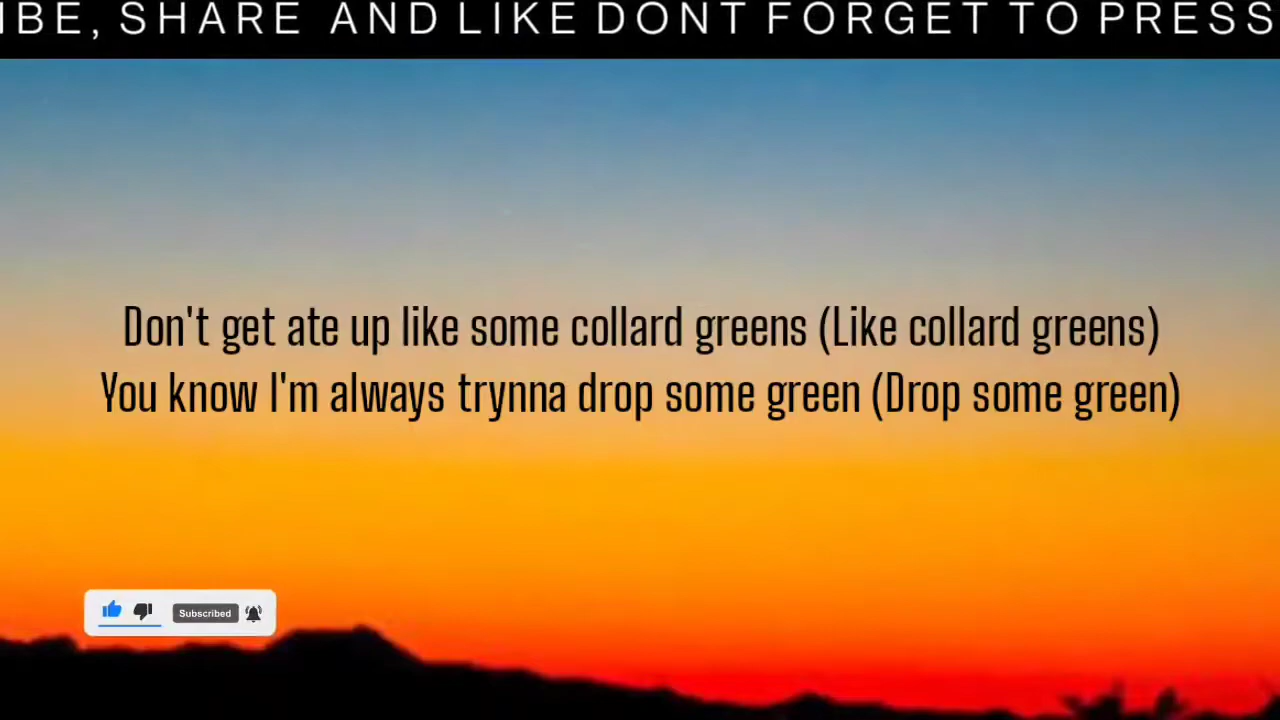 IBE, SHARE AND LIKE DONT FORGET TO PRESS
Don't get ate up like some collard greens (Like collard greens)
You know I'm always trynna drop some green (Drop some green)
Subscribed